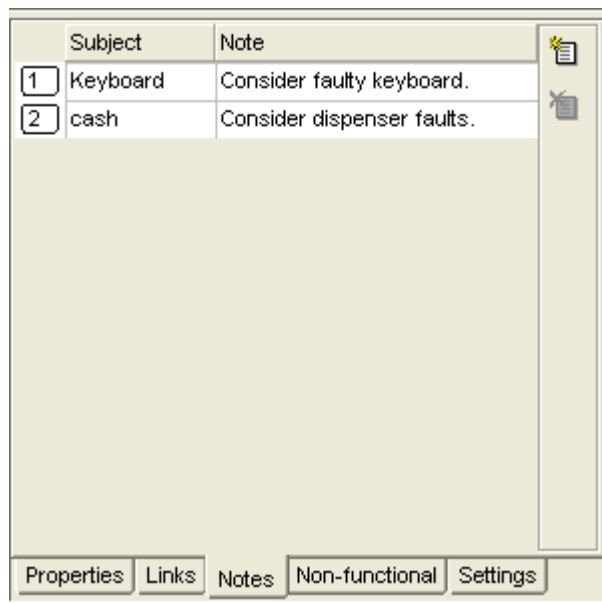 Subject Note
1 Keyboard Consider faulty keyboard.
2 cash Consider dispenser faults.
Properties Links Notes Non-functional Settings